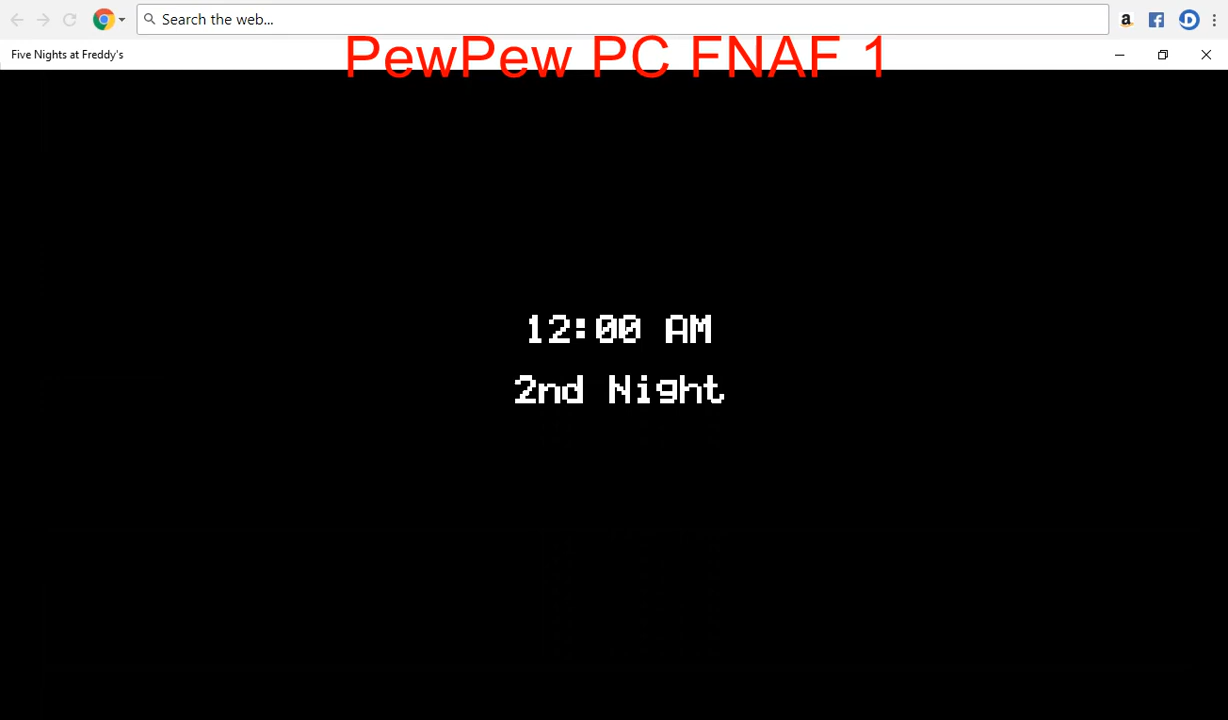 Search the web...
PewPew PC FNAF 1
Five Nights at Freddy's
12:00 AM
2nd Night